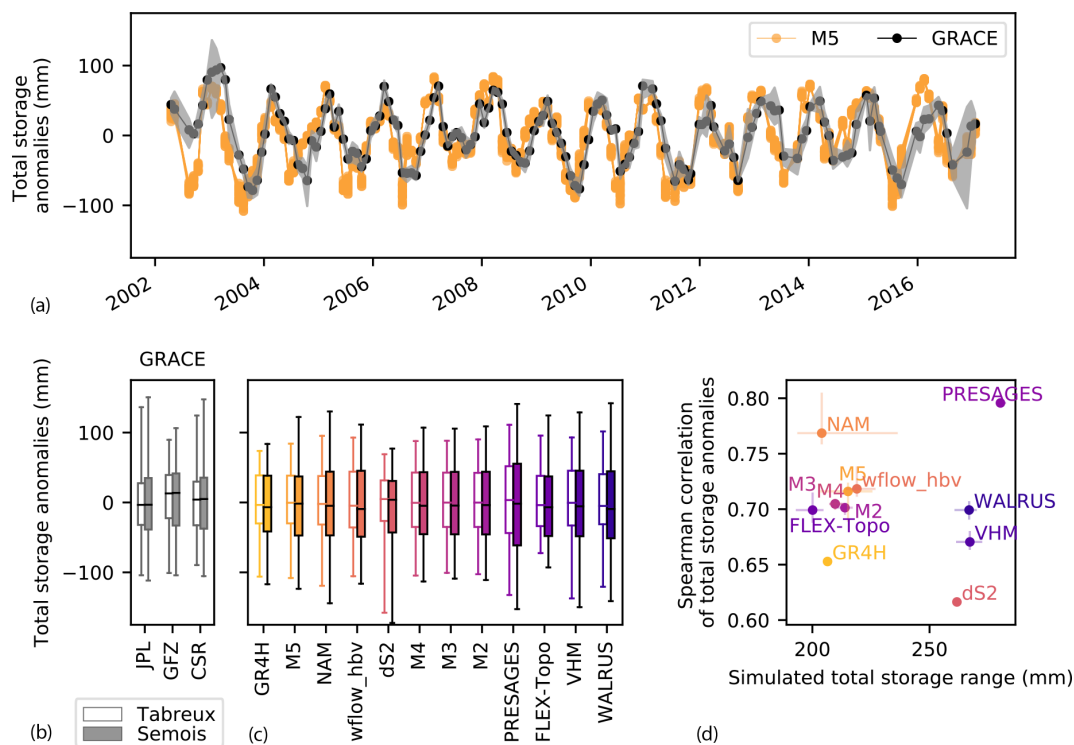 M5
GRACE
Total storage
anomalies (mm)
100
0
−100
2002
2004
2006
2008
2010
2012
2014
2016
(a)
GRACE
Total storage anomalies (mm)
100
0
−100
JPL
GFZ
CSR
(b)
Tabreux
Semois
GR4H
M5
NAM
wflow_hbv
dS2
M4
M3
M2
PRESAGES
FLEX-Topo
VHM
WALRUS
(c)
Spearman correlation
of total storage anomalies
0.80
0.75
0.70
0.65
0.60
PRESAGES
NAM
M5
wflow_hbv
M3
M4
M2
WALRUS
FLEX-Topo
VHM
GR4H
dS2
200
250
Simulated total storage range (mm)
(d)